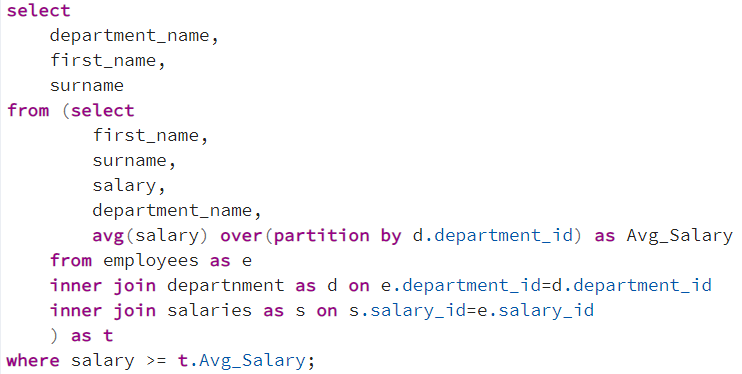 select
    department_name,
    first_name,
    surname
from (select
        first_name,
        surname,
        salary,
        department_name,
        avg(salary) over(partition by d.department_id) as Avg_Salary
    from employees as e
    inner join departnment as d on e.department_id=d.department_id
    inner join salaries as s on s.salary_id=e.salary_id
    ) as t
where salary >= t.Avg_Salary;